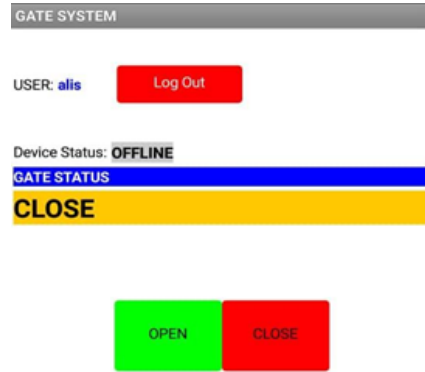 GATE SYSTEM
USER: alis Log Out
Device Status: OFFLINE
GATE STATUS
CLOSE
OPEN CLOSE